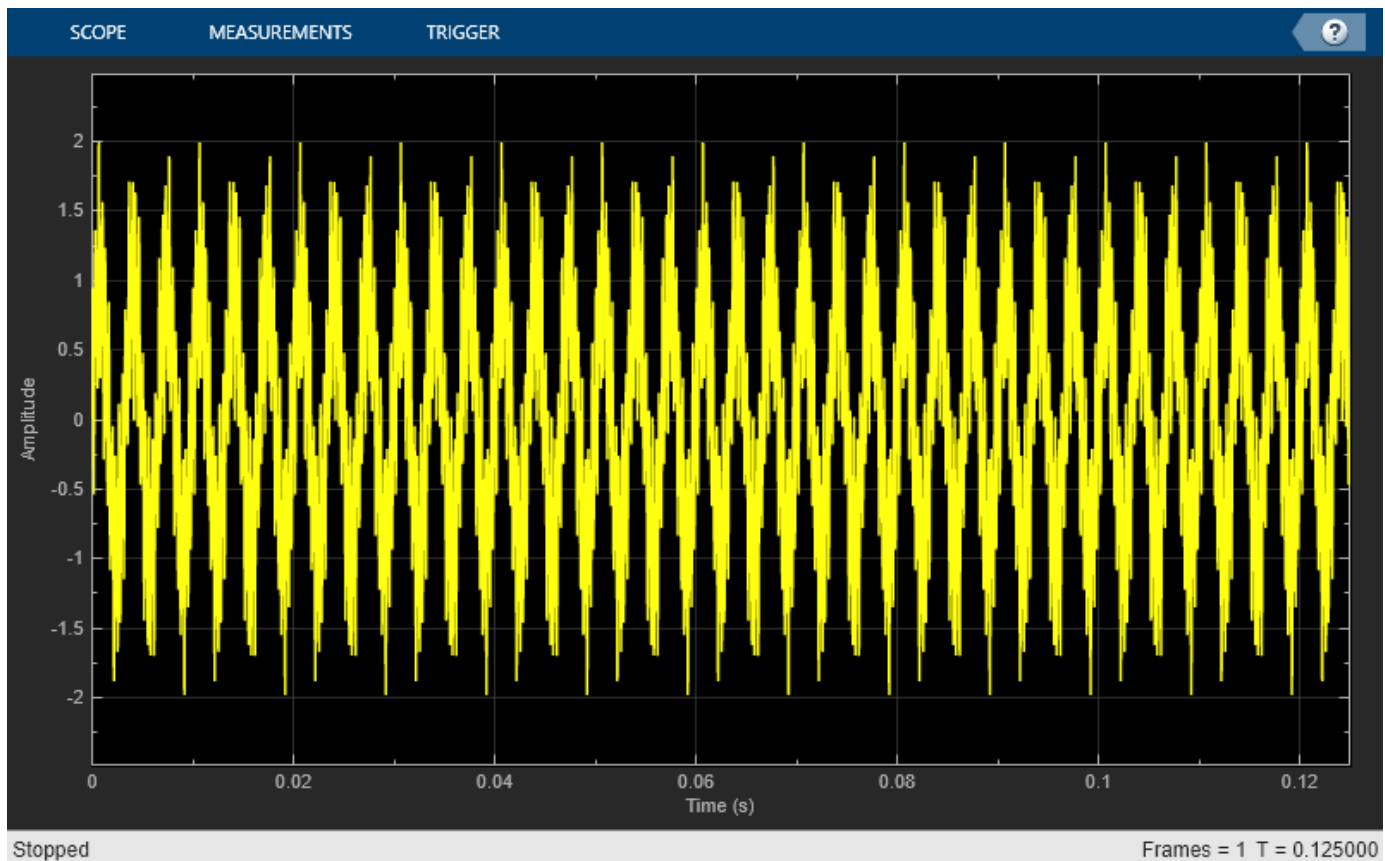 SCOPE MEASUREMENTS TRIGGER ?
2
1.5
1
0.5
0
-0.5
-1
-1.5
-2
Amplitude
0 0.02 0.04 0.06 0.08 0.1 0.12
Time (s)
Stopped Frames = 1 T = 0.125000